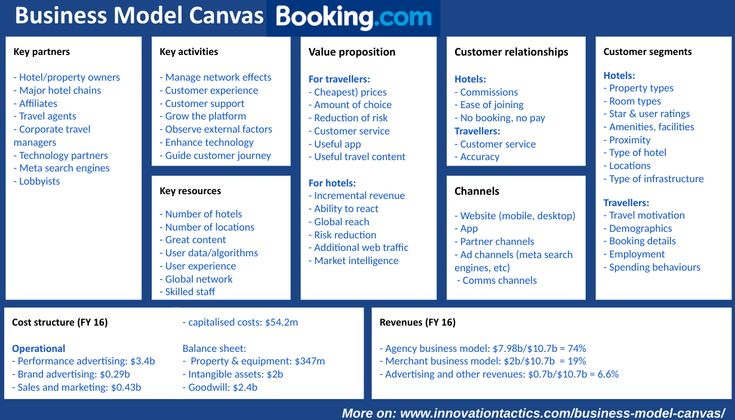 Business Model Canvas Booking.com
Key partners
- Hotel/property owners
- Major hotel chains
- Affiliates
- Travel agents
- Corporate travel
managers
- Technology partners
- Meta search engines
- Lobbyists
Key activities
- Manage network effects
- Customer experience
- Customer support
- Grow the platform
- Observe external factors
- Enhance technology
- Guide customer journey
Key resources
- Number of hotels
- Number of locations
- Great content
- User data/algorithms
- User experience
- Global network
- Skilled staff
Value proposition
For travellers:
- (Cheapest) prices
- Amount of choice
- Reduction of risk
- Customer service
- Useful app
- Useful travel content
For hotels:
- Incremental revenue
- Ability to react
- Global reach
- Risk reduction
- Additional web traffic
- Market intelligence
Customer relationships
Hotels:
- Commissions
- Ease of joining
- No booking, no pay
Travellers:
- Customer service
- Accuracy
Channels
- Website (mobile, desktop)
- App
- Partner channels
- Ad channels (meta search
engines, etc)
- Comms channels
Customer segments
Hotels:
- Property types
- Room types
- Star & user ratings
- Amenities, facilities
- Proximity
- Type of hotel
- Locations
- Type of infrastructure
Travellers:
- Travel motivation
- Demographics
- Booking details
- Employment
- Spending behaviours
Cost structure (FY 16)
Operational
- Performance advertising: $3.4b
- Brand advertising: $0.29b
- Sales and marketing: $0.43b
- capitalised costs: $54.2m
Balance sheet:
- Property & equipment: $347m
- Intangible assets: $2b
- Goodwill: $2.4b
Revenues (FY 16)
- Agency business model: $7.98b/$10.7b = 74%
- Merchant business model: $2b/$10.7b = 19%
- Advertising and other revenues: $0.7b/$10.7b = 6.6%
More on: www.innovationtactics.com/business-model-canvas/